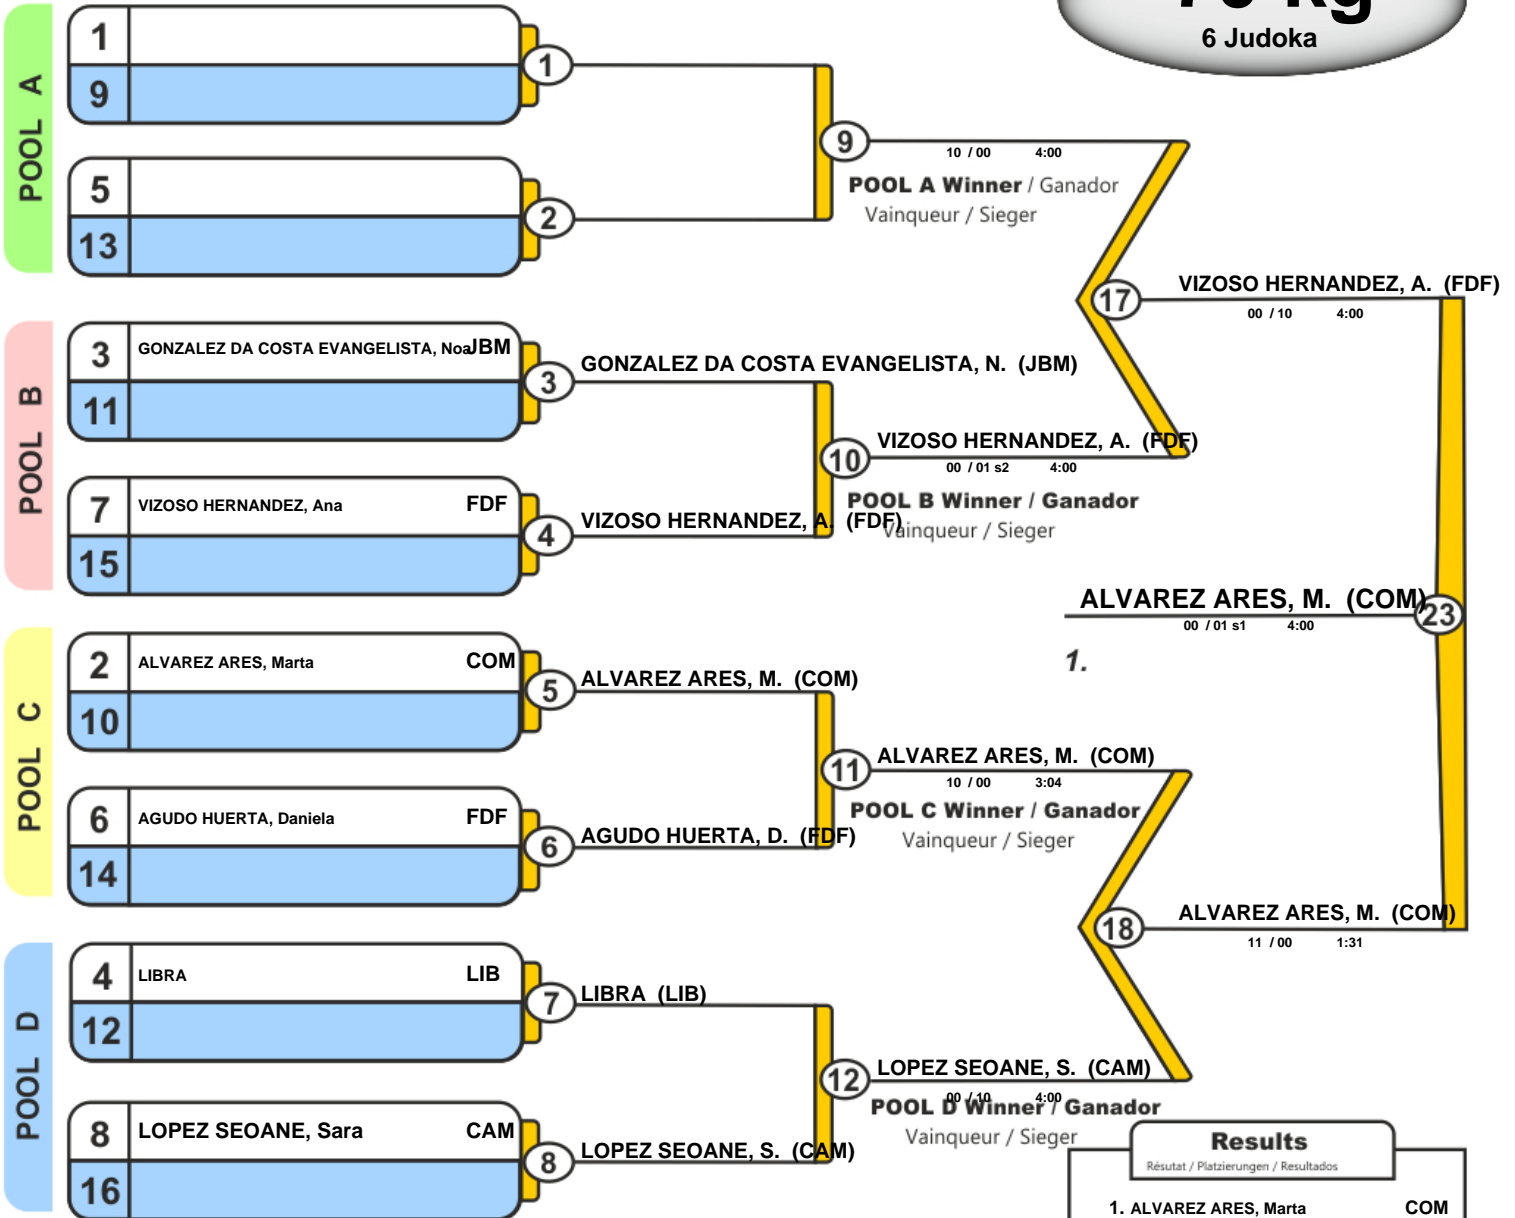 6 Judoka
POOL A
1
9
1
5
13
2
9
10 / 00 4:00
POOL A Winner / Ganador
Vainqueur / Sieger
17
VIZOSO HERNANDEZ, A. (FDF)
00 / 10 4:00
POOL B
3 GONZALEZ DA COSTA EVANGELISTA, Noa JBM
11
3
GONZALEZ DA COSTA EVANGELISTA, N. (JBM)
7 VIZOSO HERNANDEZ, Ana FDF
15
4
VIZOSO HERNANDEZ, A. (FDF)
10
VIZOSO HERNANDEZ, A. (FDF)
00 / 01 s2 4:00
POOL B Winner / Ganador
Vainqueur / Sieger
ALVAREZ ARES, M. (COM)
23
00 / 01 s1 4:00
1.
POOL C
2 ALVAREZ ARES, Marta COM
10
5
ALVAREZ ARES, M. (COM)
6 AGUDO HUERTA, Daniela FDF
14
6
AGUDO HUERTA, D. (FDF)
11
ALVAREZ ARES, M. (COM)
10 / 00 3:04
POOL C Winner / Ganador
Vainqueur / Sieger
18
ALVAREZ ARES, M. (COM)
11 / 00 1:31
POOL D
4 LIBRA LIB
12
7
LIBRA (LIB)
8 LOPEZ SEOANE, Sara CAM
16
8
LOPEZ SEOANE, S. (CAM)
12
LOPEZ SEOANE, S. (CAM)
00 / 10 4:00
POOL D Winner / Ganador
Vainqueur / Sieger
Results
Résutat / Platzierungen / Resultados
1. ALVAREZ ARES, Marta COM